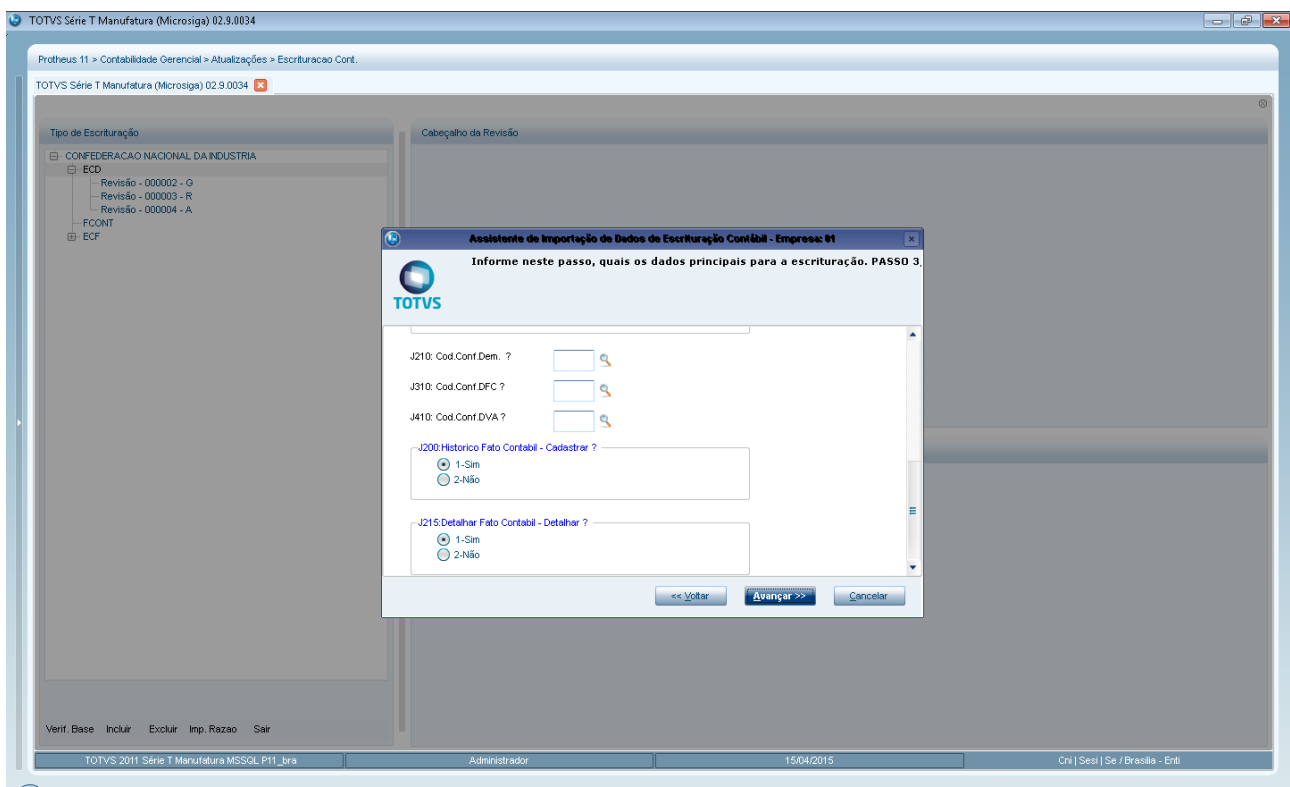 TOTVS Série T Manufatura (Microsiga) 02.9.0034
Protheus 11 > Contabilidade Gerencial > Atualizações > Escrituracao Cont.
TOTVS Série T Manufatura (Microsiga) 02.9.0034
Tipo de Escrituração
Cabeçalho da Revisão
CONFEDERACAO NACIONAL DA INDUSTRIA
ECD
Revisão - 000002 - G
Revisão - 000003 - R
Revisão - 000004 - A
FCONT
ECF
Assistente de Importação de Dados de Escrituração Contábil - Empresa: 01
Informe neste passo, quais os dados principais para a escrituração. PASSO 3
TOTVS
J210: Cod.Conf.Dem. ?
J310: Cod.Conf.DFC ?
J410: Cod.Conf.DVA ?
J200:Historico Fato Contabil - Cadastrar ?
1-Sim
2-Não
J215:Detalhar Fato Contabil - Detalhar ?
1-Sim
2-Não
<< Voltar Avançar >> Cancelar
Verif. Base Incluir Excluir Imp. Razao Sair
TOTVS 2011 Série T Manufatura MSSQL P11_bra Administrador 15/04/2015 Cni | Sesi | Se / Brasilia - Enti